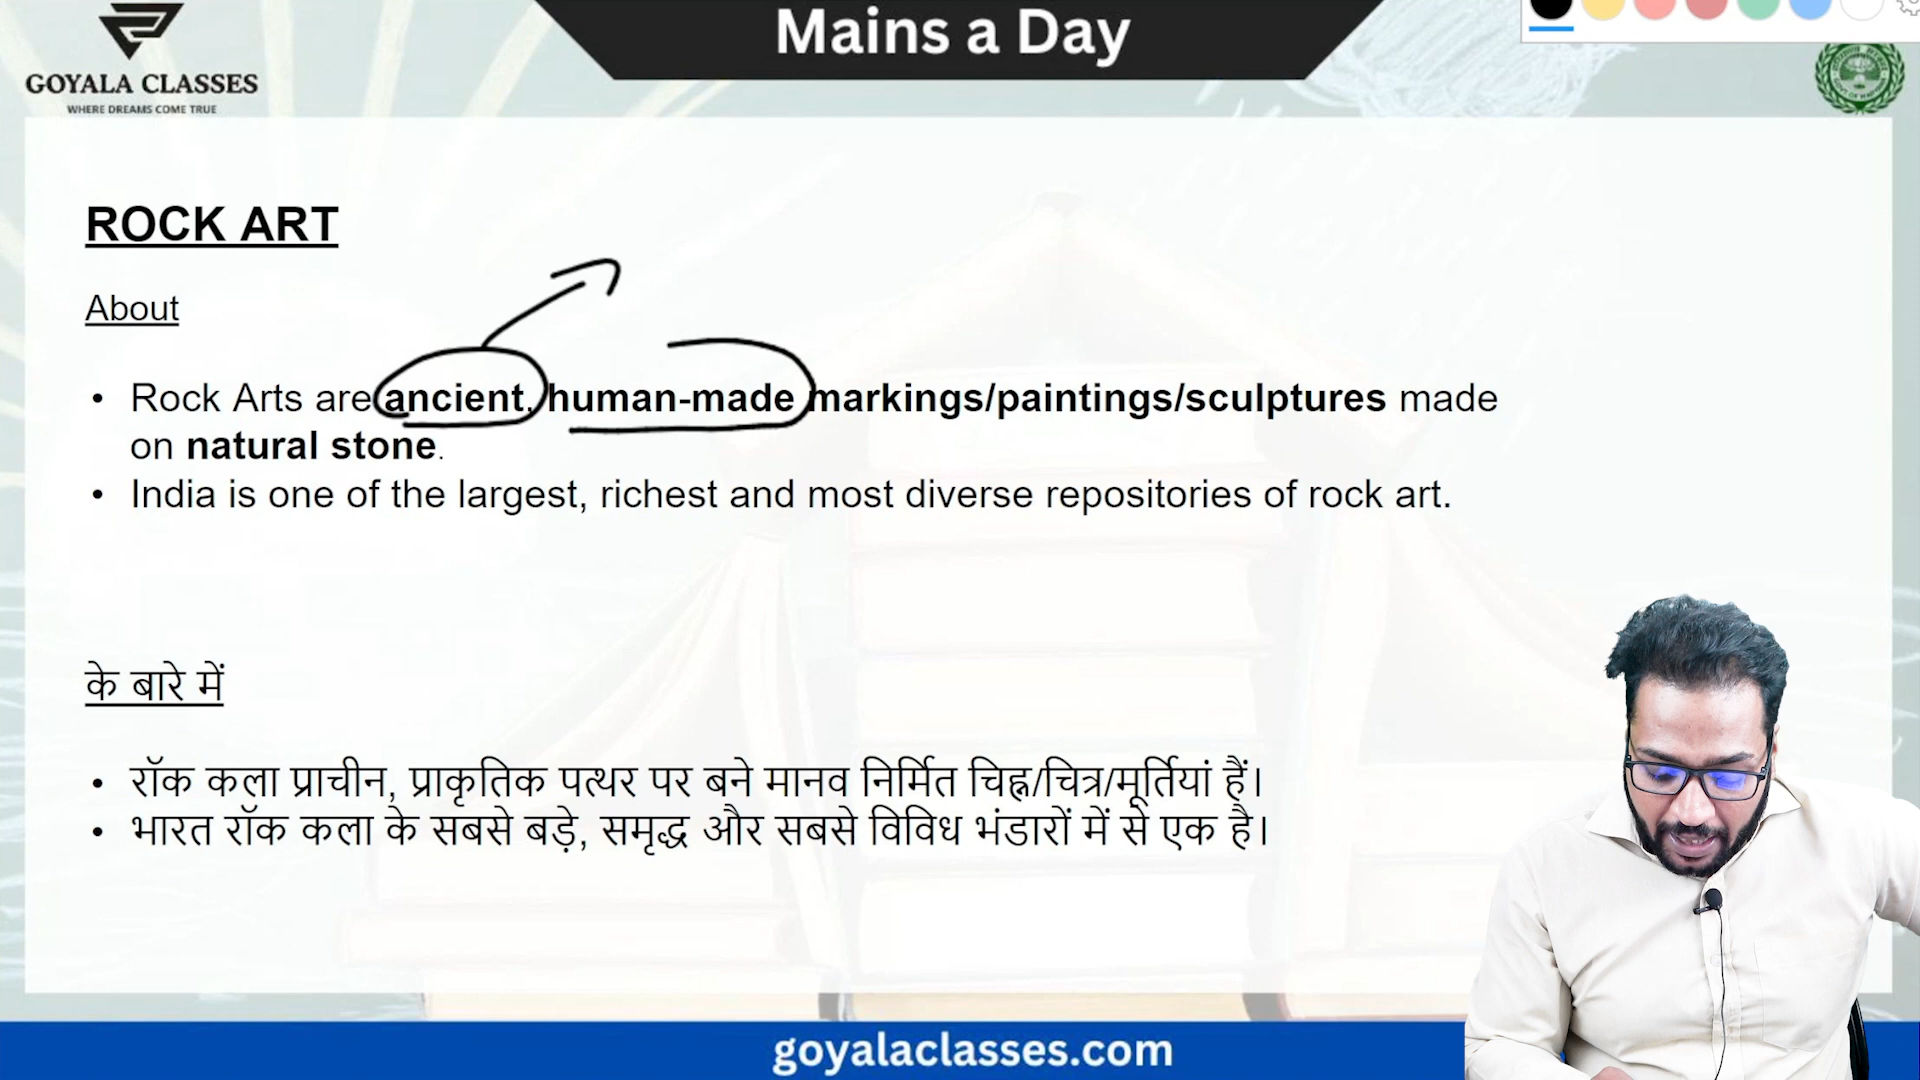 Mains a Day
GOYALA CLASSES
WHERE DREAMS COME TRUE
ROCK ART
About
• Rock Arts are ancient, human-made markings/paintings/sculptures made
on natural stone.
• India is one of the largest, richest and most diverse repositories of rock art.
के बारे में
• रॉक कला प्राचीन, प्राकृतिक पत्थर पर बने मानव निर्मित चिह्न/चित्र/मूर्तियां हैं।
• भारत रॉक कला के सबसे बड़े, समृद्ध और सबसे विविध भंडारों में से एक है।
goyalaclasses.com